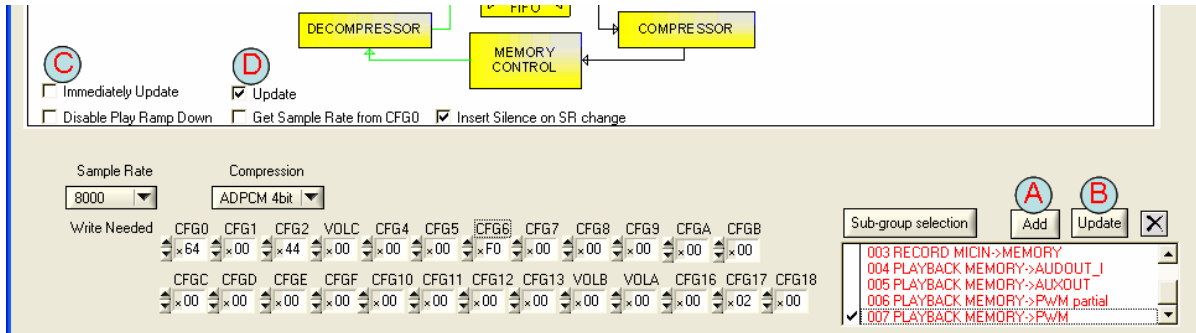 FIFO
DECOMPRESSOR
COMPRESSOR
MEMORY
CONTROL
C
D
Immediately Update
Update
Disable Play Ramp Down
Get Sample Rate from CFG0
Insert Silence on SR change
Sample Rate
Compression
8000
ADPCM 4bit
A
B
Sub-group selection
Add
Update
X
Write Needed
CFG0 CFG1 CFG2 VOLC CFG4 CFG5 CFG6 CFG7 CFG8 CFG9 CFGA CFGB
x64 x00 x44 x00 x00 x00 xF0 x00 x00 x00 x00 x00
CFGC CFGD CFGE CFGF CFG10 CFG11 CFG12 CFG13 VOLB VOLA CFG16 CFG17 CFG18
x00 x00 x00 x00 x00 x00 x00 x00 x00 x00 x00 x02 x00
003 RECORD MICIN->MEMORY
004 PLAYBACK MEMORY->AUDOUT_I
005 PLAYBACK MEMORY->AUXOUT
006 PLAYBACK MEMORY->PWM partial
007 PLAYBACK MEMORY->PWM